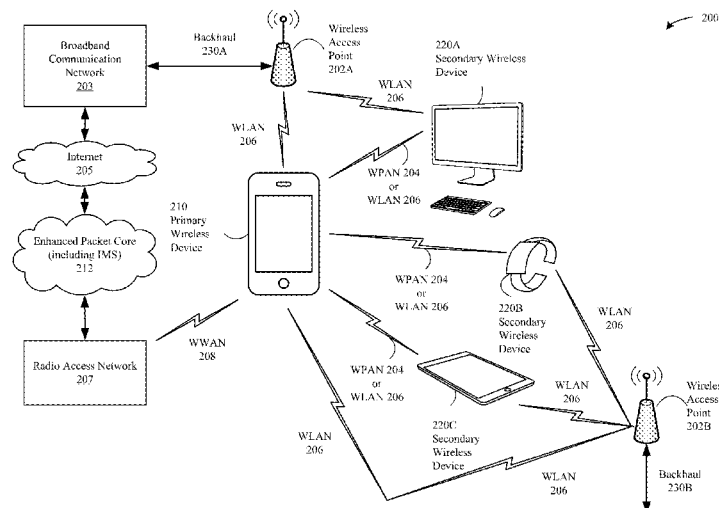 200
Broadband
Communication
Network
203
Backhaul
230A
Wireless
Access
Point
202A
220A
Secondary Wireless
Device
WLAN
206
WLAN
206
Internet
205
WPAN 204
or
WLAN 206
210
Primary
Wireless
Device
Enhanced Packet Core
(including IMS)
212
WPAN 204
or
WLAN 206
220B
Secondary
Wireless
Device
WLAN
206
WWAN
208
Radio Access Network
207
WPAN 204
or
WLAN 206
WLAN
206
Access
Point
202B
220C
Secondary
Wireless
Device
WLAN
206
WLAN
206
Backhaul
230B